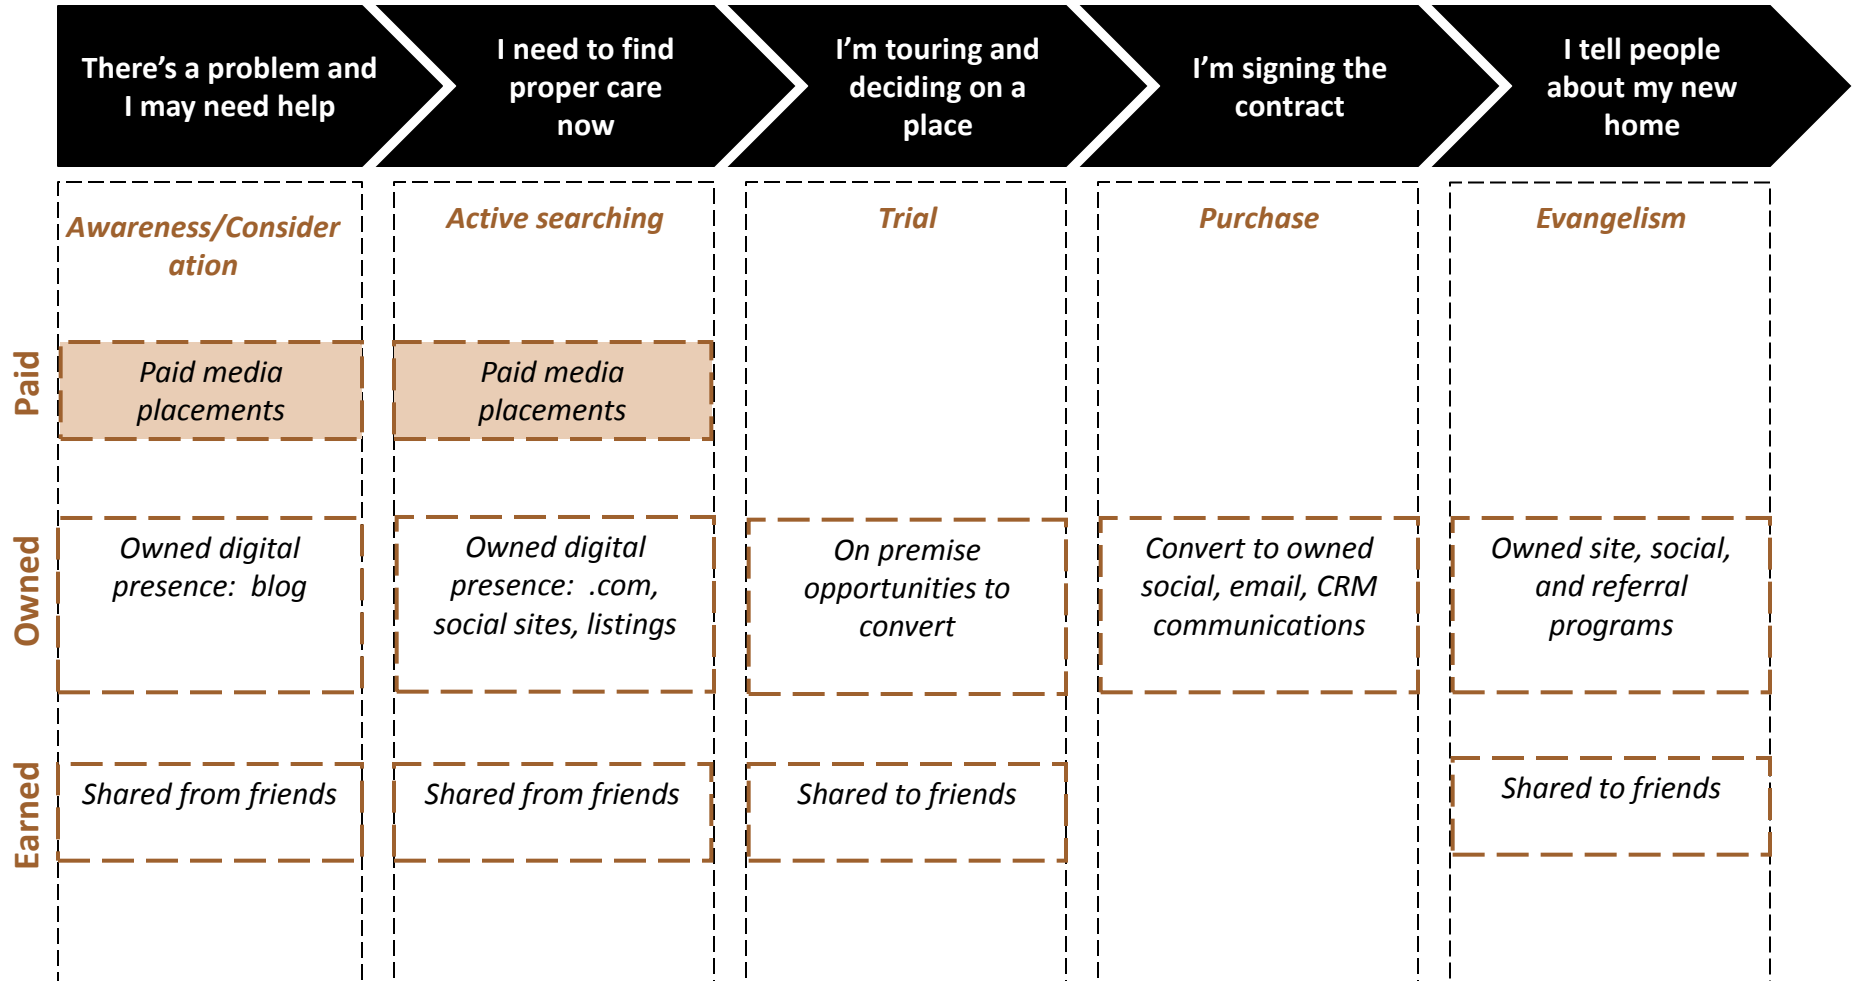 There’s a problem and
I may need help
I need to find
proper care
now
I’m touring and
deciding on a
place
I’m signing the
contract
I tell people
about my new
home
Awareness/Consider
ation
Active searching
Trial
Purchase
Evangelism
Paid
Paid media
placements
Paid media
placements
Owned
Owned digital
presence:  blog
Owned digital
presence:  .com,
social sites, listings
On premise
opportunities to
convert
Convert to owned
social, email, CRM
communications
Owned site, social,
and referral
programs
Earned
Shared from friends
Shared from friends
Shared to friends
Shared to friends